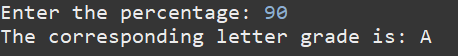 Enter the percentage: 90
The corresponding letter grade is: A